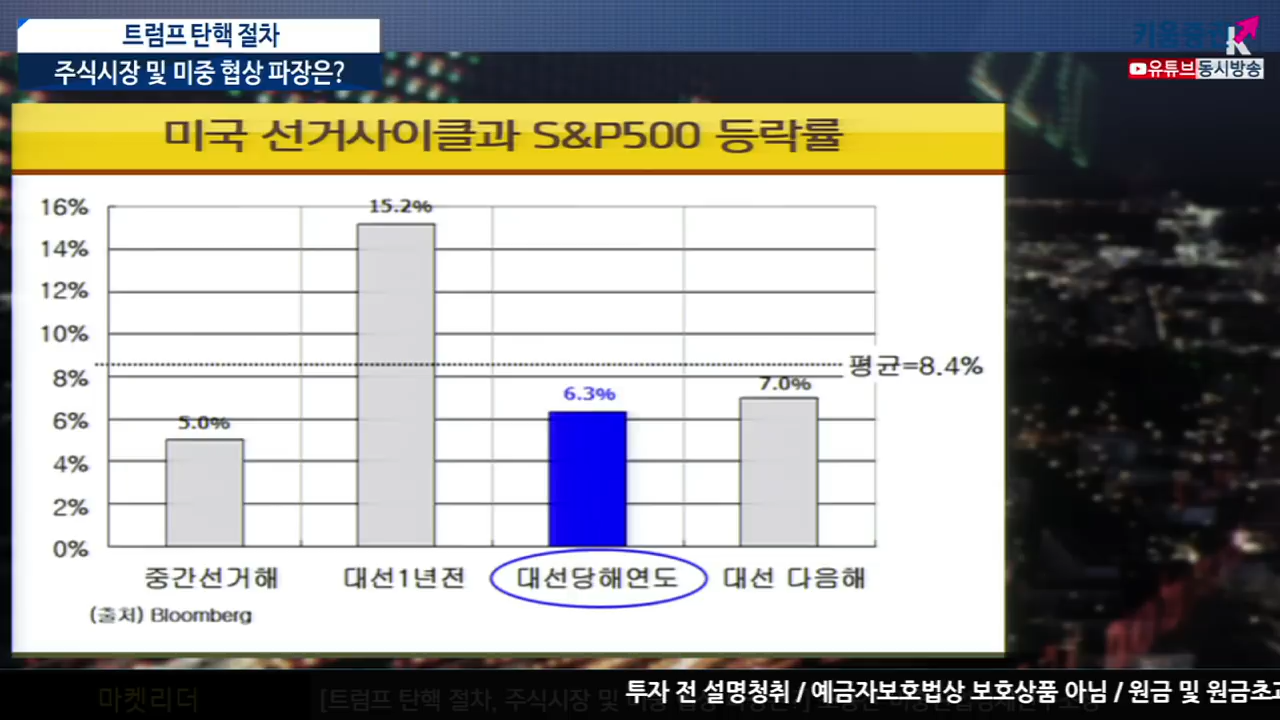 트럼프 탄핵 절차
주식시장 및 미중 협상 파장은?
키움증권
유튜브 동시방송
미국 선거사이클과 S&P500 등락률
16%
14%
12%
10%
8%
6%
4%
2%
0%
5.0%
15.2%
6.3%
7.0%
평균=8.4%
중간선거해
대선1년전
대선당해연도
대선 다음해
(출처) Bloomberg
마켓리더
[트럼프 탄핵 절차, 주식시장 및
투자 전 설명청취 / 예금자보호법상 보호상품 아님 / 원금 및 원금초과